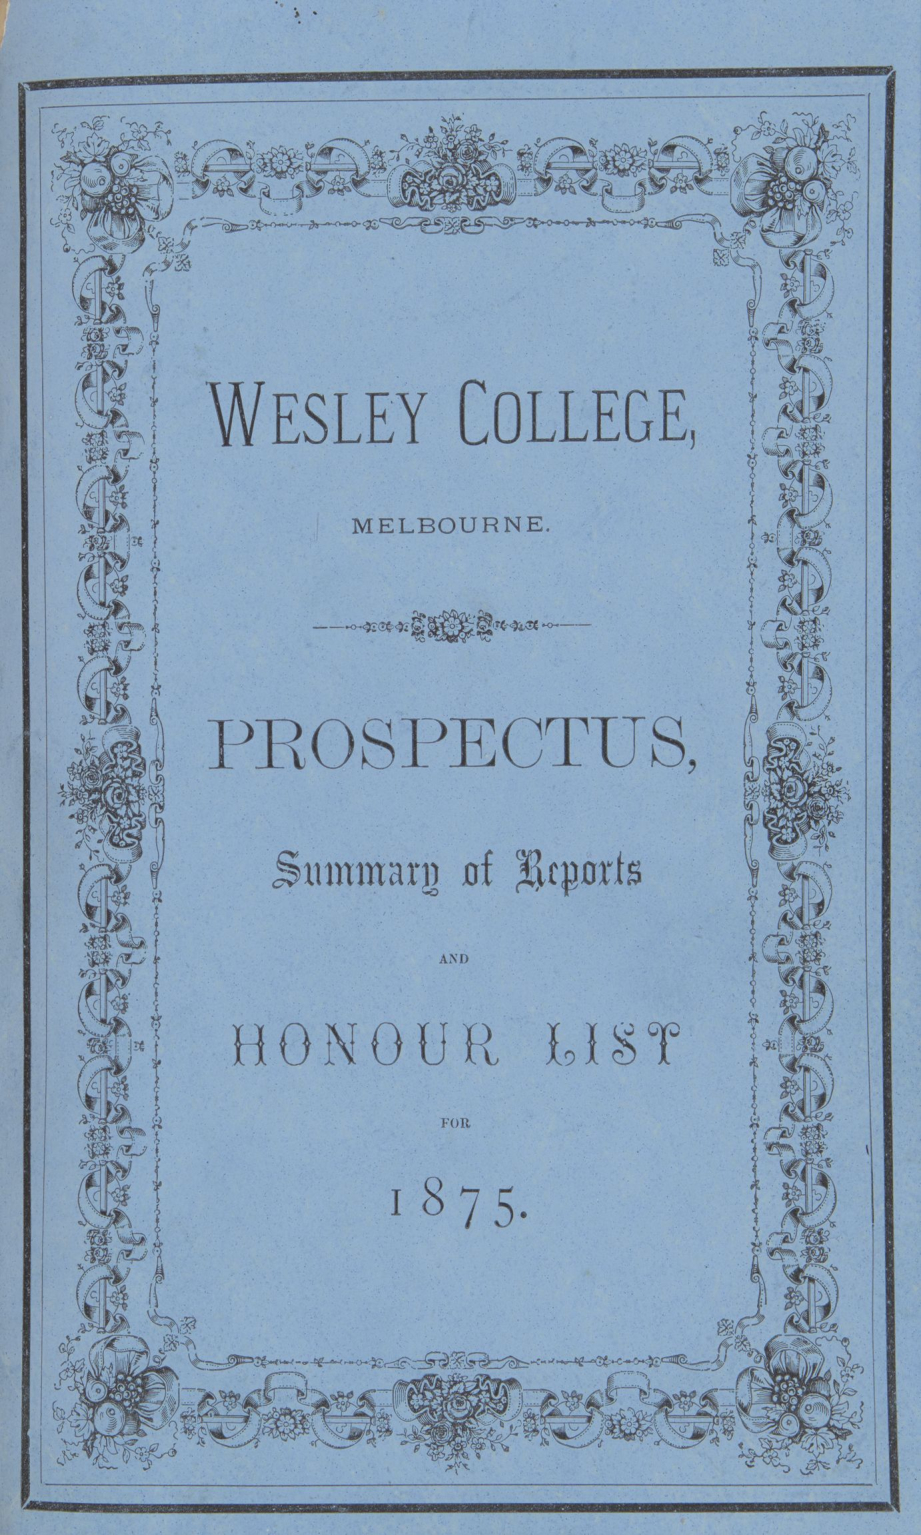 WESLEY COLLEGE,
MELBOURNE.
PROSPECTUS,
Summary of Reports
AND
HONOUR LIST
FOR
1875.